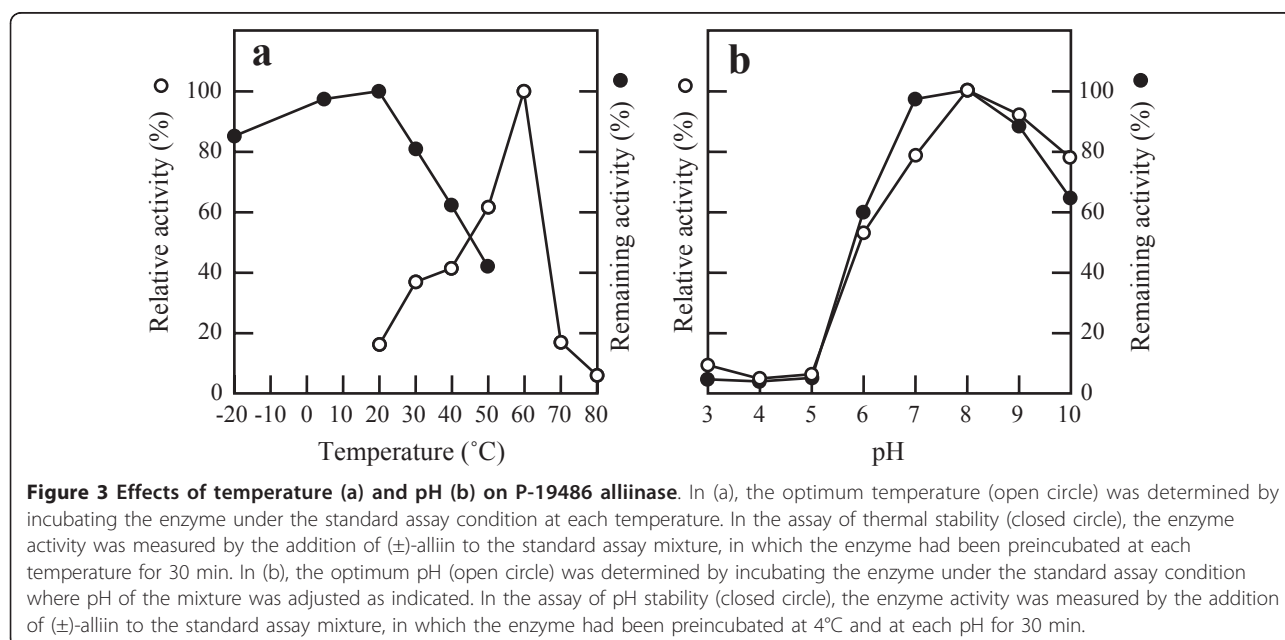 a
b
Relative activity (%)
Remaining activity (%)
Relative activity (%)
Remaining activity (%)
100
80
60
40
20
0
100
80
60
40
20
0
-20 -10 0 10 20 30 40 50 60 70 80
3 4 5 6 7 8 9 10
Temperature (˚C)
pH
Figure 3 Effects of temperature (a) and pH (b) on P-19486 alliinase. In (a), the optimum temperature (open circle) was determined by
incubating the enzyme under the standard assay condition at each temperature. In the assay of thermal stability (closed circle), the enzyme
activity was measured by the addition of (±)-alliin to the standard assay mixture, in which the enzyme had been preincubated at each
temperature for 30 min. In (b), the optimum pH (open circle) was determined by incubating the enzyme under the standard assay condition
where pH of the mixture was adjusted as indicated. In the assay of pH stability (closed circle), the enzyme activity was measured by the addition
of (±)-alliin to the standard assay mixture, in which the enzyme had been preincubated at 4°C and at each pH for 30 min.